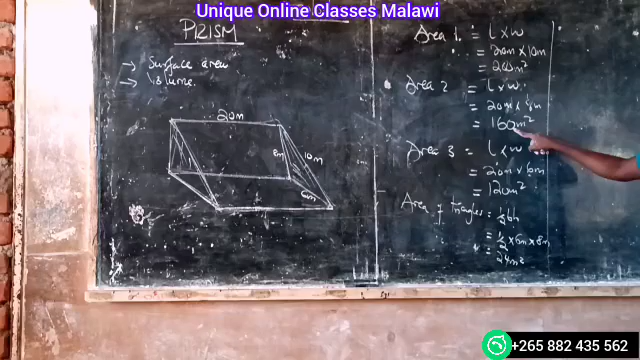 Unique Online Classes Malawi
PRISM
→ Surface area
→ Volume.
20m
8m
10m
6m
Area 1 = l x w
= 20m x 10m
= 200m²
Area 2 = l x w
= 20m x 8m
= 160m²
Area 3 = l x w
= 20m x 6m
= 120m²
Area of Triangles = ½bh
= ½ x 6m x 8m
= 24m²
+265 882 435 562